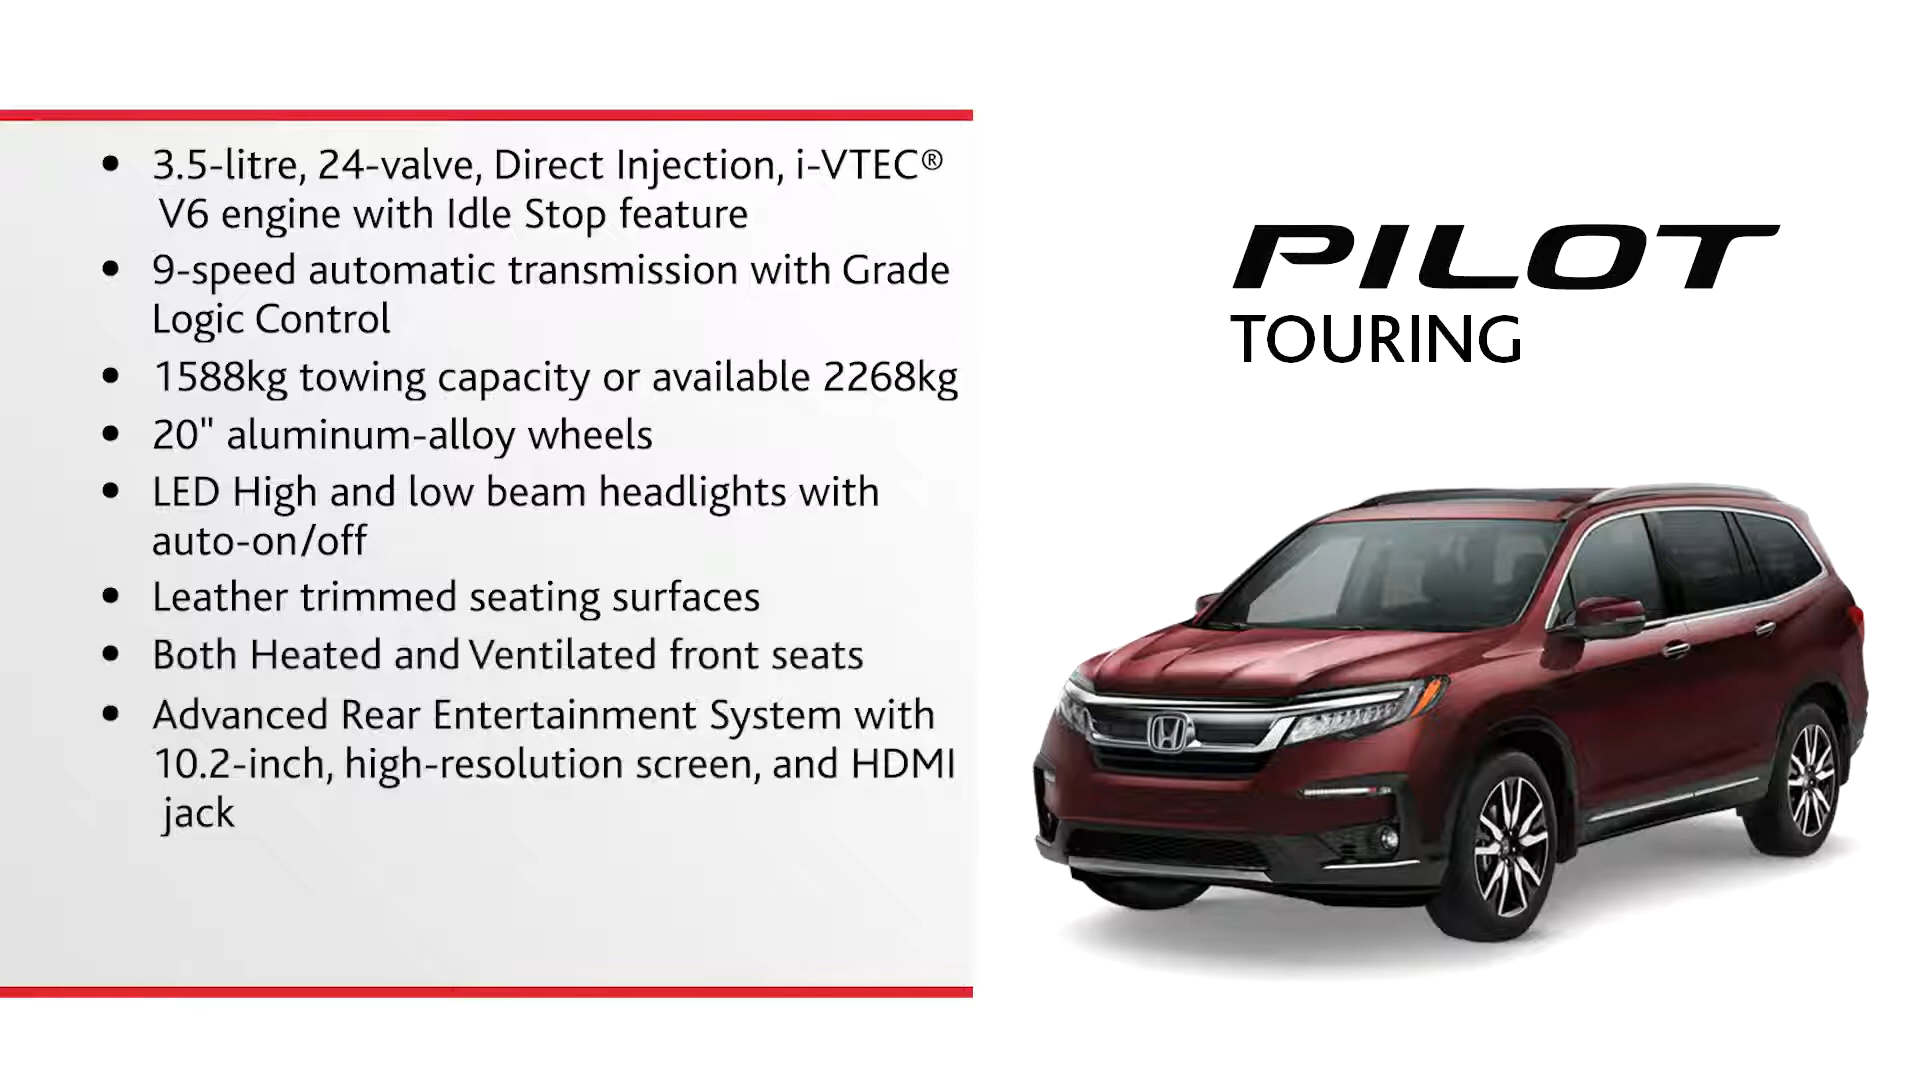 • 3.5-litre, 24-valve, Direct Injection, i-VTEC®
V6 engine with Idle Stop feature
• 9-speed automatic transmission with Grade
Logic Control
• 1588kg towing capacity or available 2268kg
• 20" aluminum-alloy wheels
• LED High and low beam headlights with
auto-on/off
• Leather trimmed seating surfaces
• Both Heated and Ventilated front seats
• Advanced Rear Entertainment System with
10.2-inch, high-resolution screen, and HDMI
jack
PILOT
TOURING